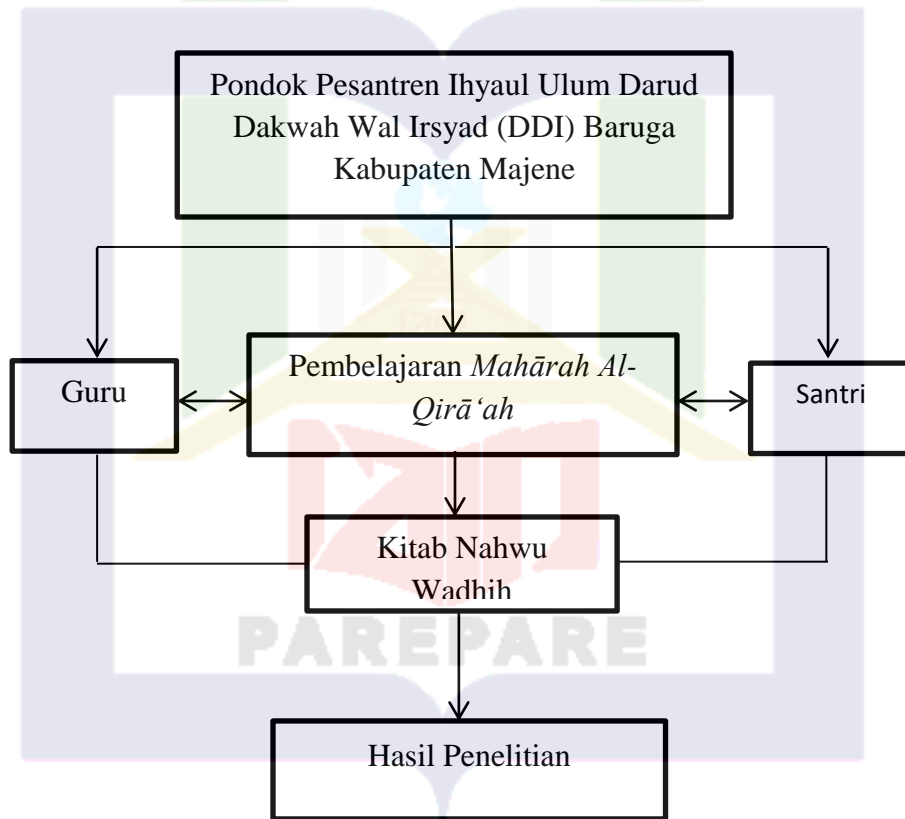 Pondok Pesantren Ihyaul Ulum Darud
Dakwah Wal Irsyad (DDI) Baruga
Kabupaten Majene
Guru
Pembelajaran Mahārah Al-
Qirā‘ah
Santri
Kitab Nahwu
Wadhih
PAREPARE
Hasil Penelitian